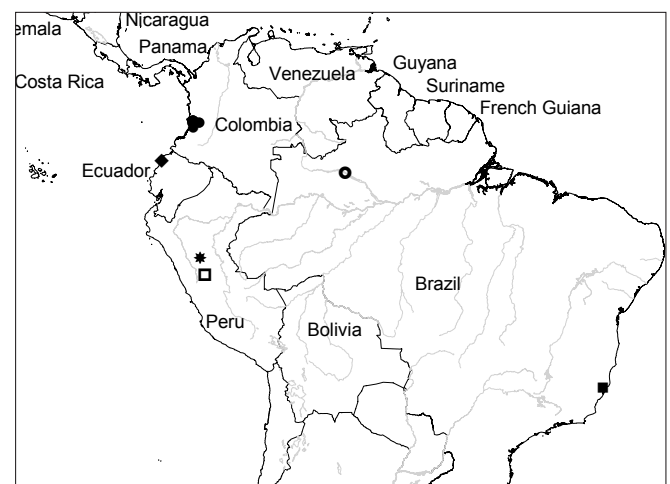 Nicaragua
emala
Panama
Costa Rica
Venezuela
Guyana
Suriname
French Guiana
Colombia
Ecuador
Brazil
Peru
Bolivia